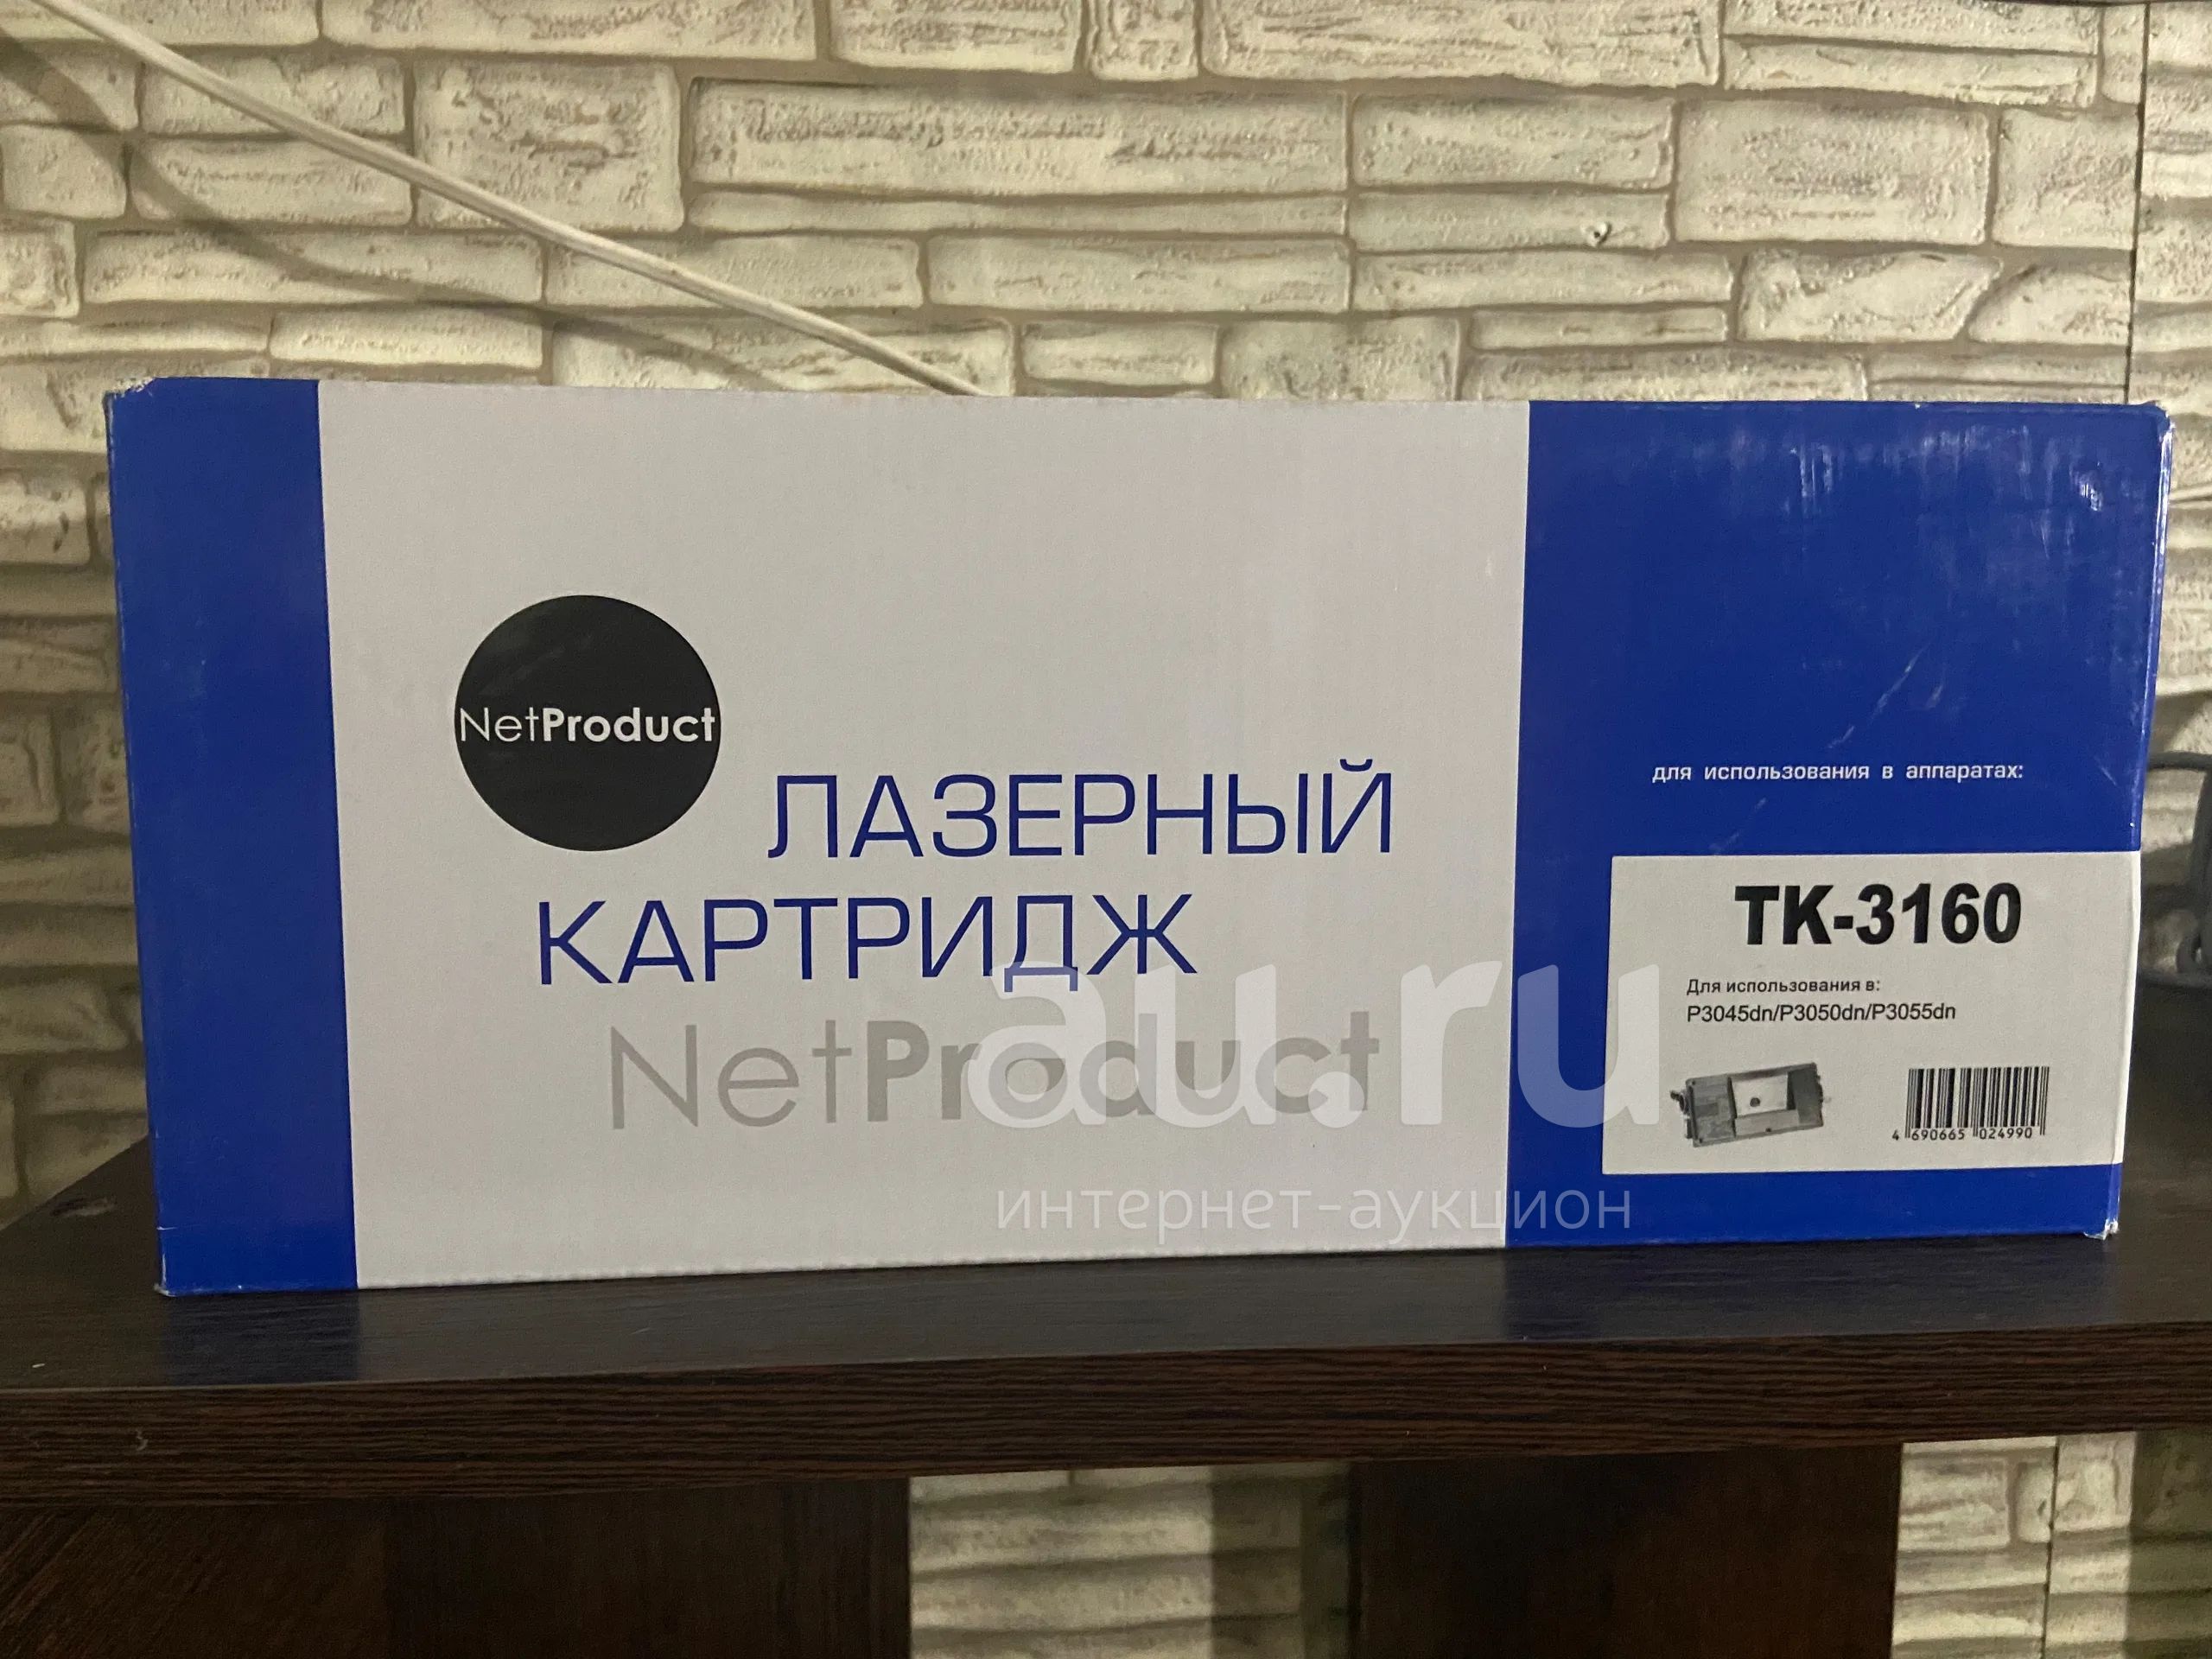 NetProduct
ЛАЗЕРНЫЙ
КАРТРИДЖ
NetProduct
для использования в аппаратах:
TK-3160
Для использования в:
P3045dn/P3050dn/P3055dn
4 690665 024990
au.ru
интернет-аукцион